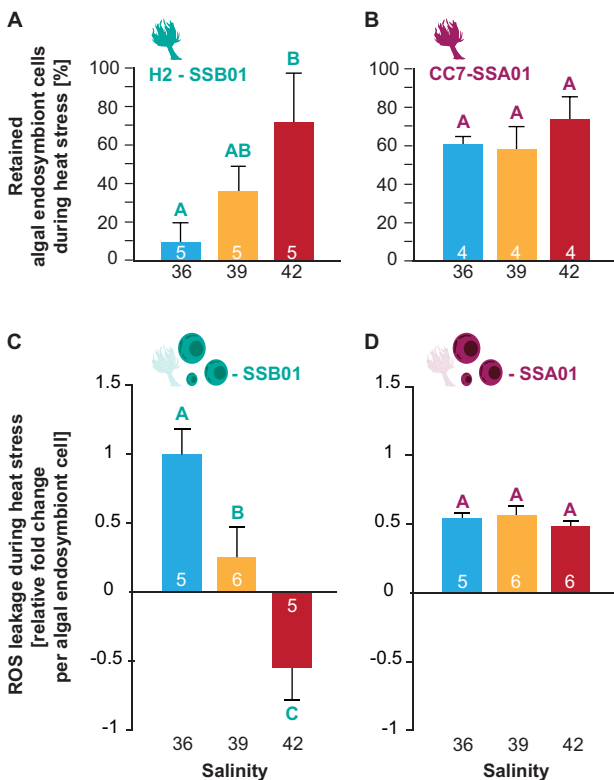 A
H2 - SSB01
Retained
algal endosymbiont cells
during heat stress [%]
100
80
60
40
20
0
A
AB
B
5
5
5
36
39
42
B
CC7-SSA01
100
80
60
40
20
0
A
A
A
4
4
4
36
39
42
C
- SSB01
ROS leakage during heat stress
[relative fold change
per algal endosymbiont cell]
1.5
1
0.5
0
-0.5
-1
A
B
C
5
6
5
36
39
42
Salinity
D
- SSA01
1.5
1
0.5
0
-0.5
-1
A
A
A
5
6
6
36
39
42
Salinity